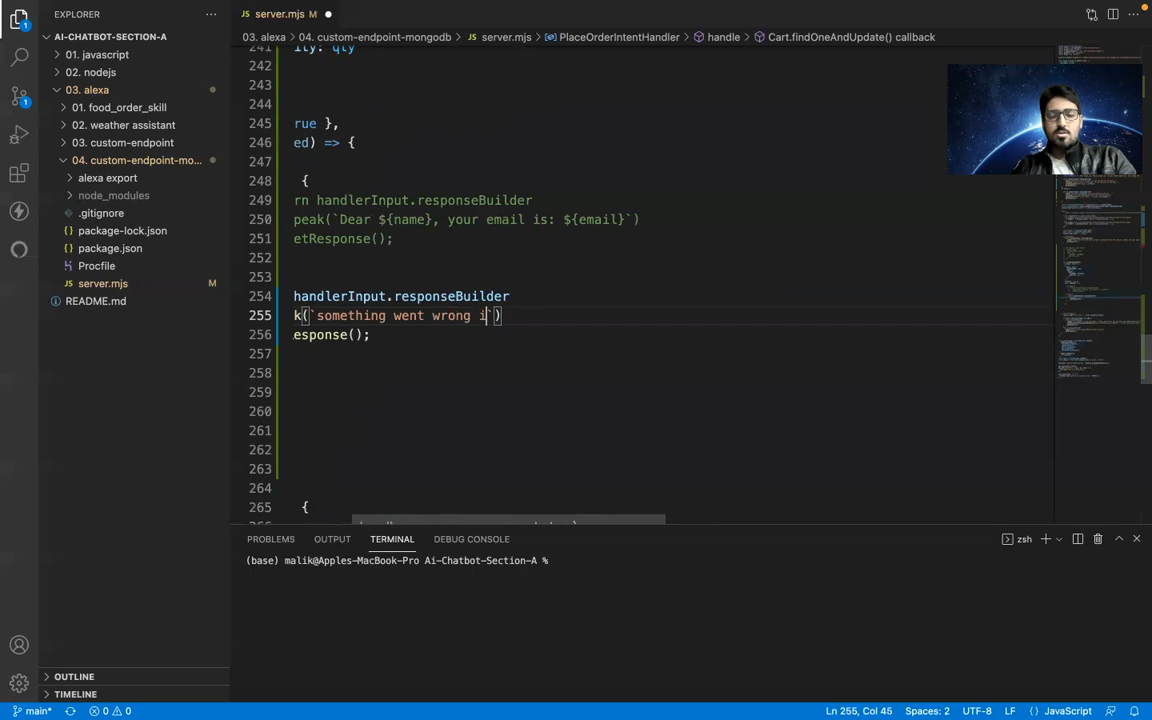 EXPLORER
AI-CHATBOT-SECTION-A
01. javascript
02. nodejs
03. alexa
01. food_order_skill
02. weather assistant
03. custom-endpoint
04. custom-endpoint-mo...
alexa export
node_modules
.gitignore
package-lock.json
package.json
Procfile
server.mjs M
README.md
OUTLINE
TIMELINE
server.mjs M
03. alexa > 04. custom-endpoint-mongodb > server.mjs > PlaceOrderIntentHandler > handle > Cart.findOneAndUpdate() callback
241 ity: qty
242
243
244
245 rue },
246 ed) => {
247
248 {
249 rn handlerInput.responseBuilder
250 peak(`Dear ${name}, your email is: ${email}`)
251 etResponse();
252
253
254 handlerInput.responseBuilder
255 k(`something went wrong i`)
256 esponse();
257
258
259
260
261
262
263
264
265 {
PROBLEMS OUTPUT TERMINAL DEBUG CONSOLE
zsh
(base) malik@Apples-MacBook-Pro Ai-Chatbot-Section-A %
main* 0 0 Ln 255, Col 45 Spaces: 2 UTF-8 LF {} JavaScript